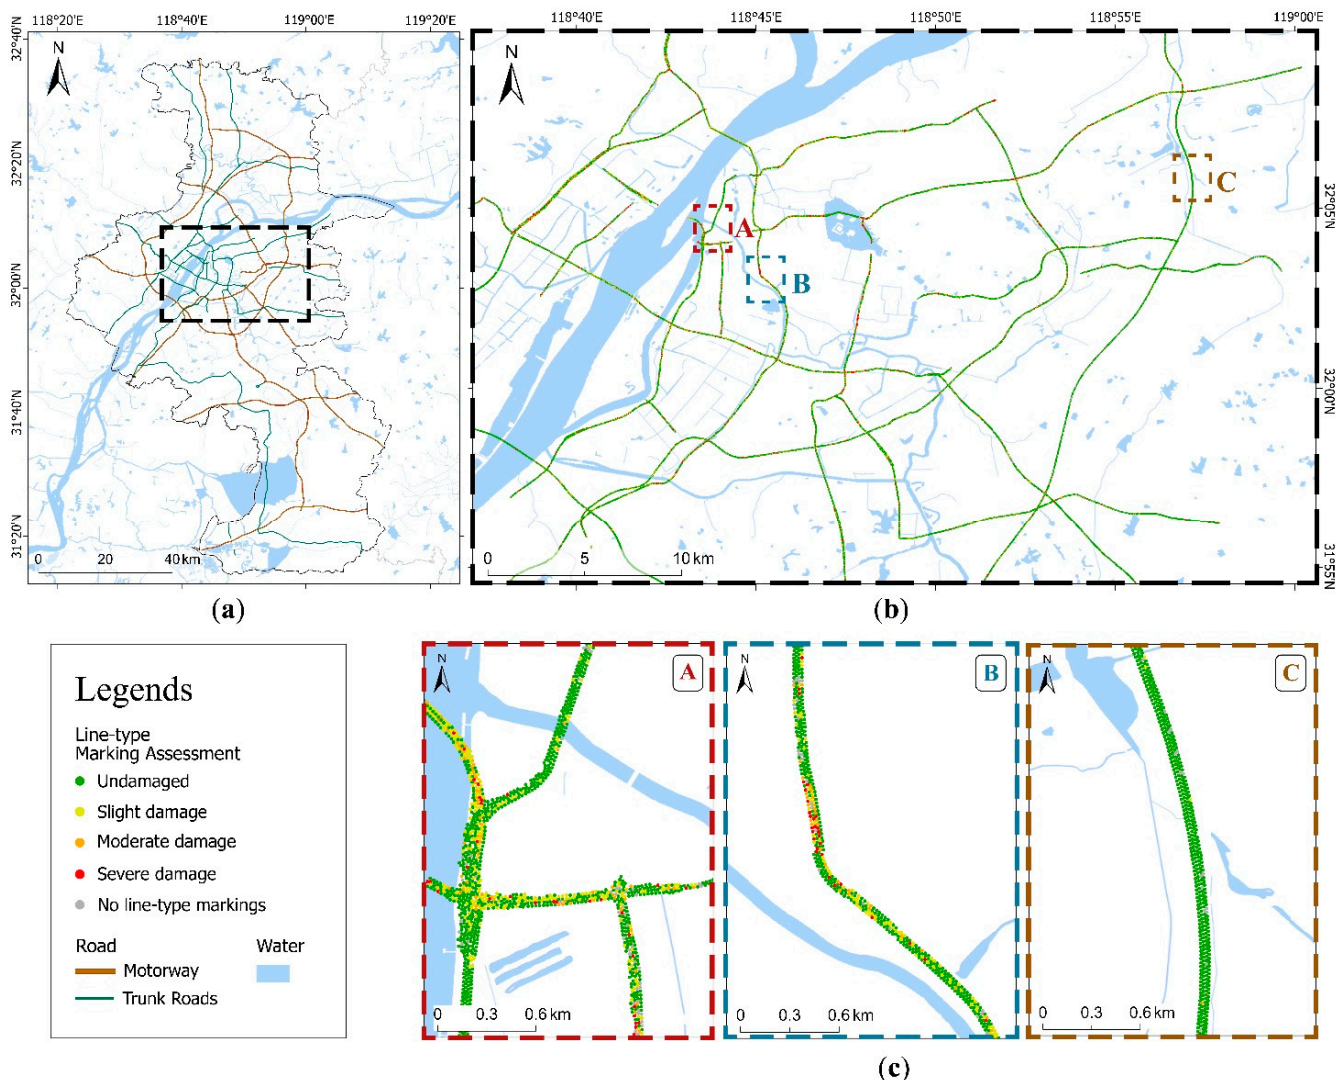 118°20'E 118°40'E 119°00'E 119°20'E
32°40'N
32°20'N
32°00'N
31°40'N
31°20'N
N
0 20 40 km
(a)
118°40'E 118°45'E 118°50'E 118°55'E 119°00'E
32°05'N
32°00'N
31°55'N
N
A
B
C
0 5 10 km
(b)
Legends
Line-type
Marking Assessment
Undamaged
Slight damage
Moderate damage
Severe damage
No line-type markings
Road Water
Motorway
Trunk Roads
N
A
0 0.3 0.6 km
N
B
0 0.3 0.6 km
N
C
0 0.3 0.6 km
(c)